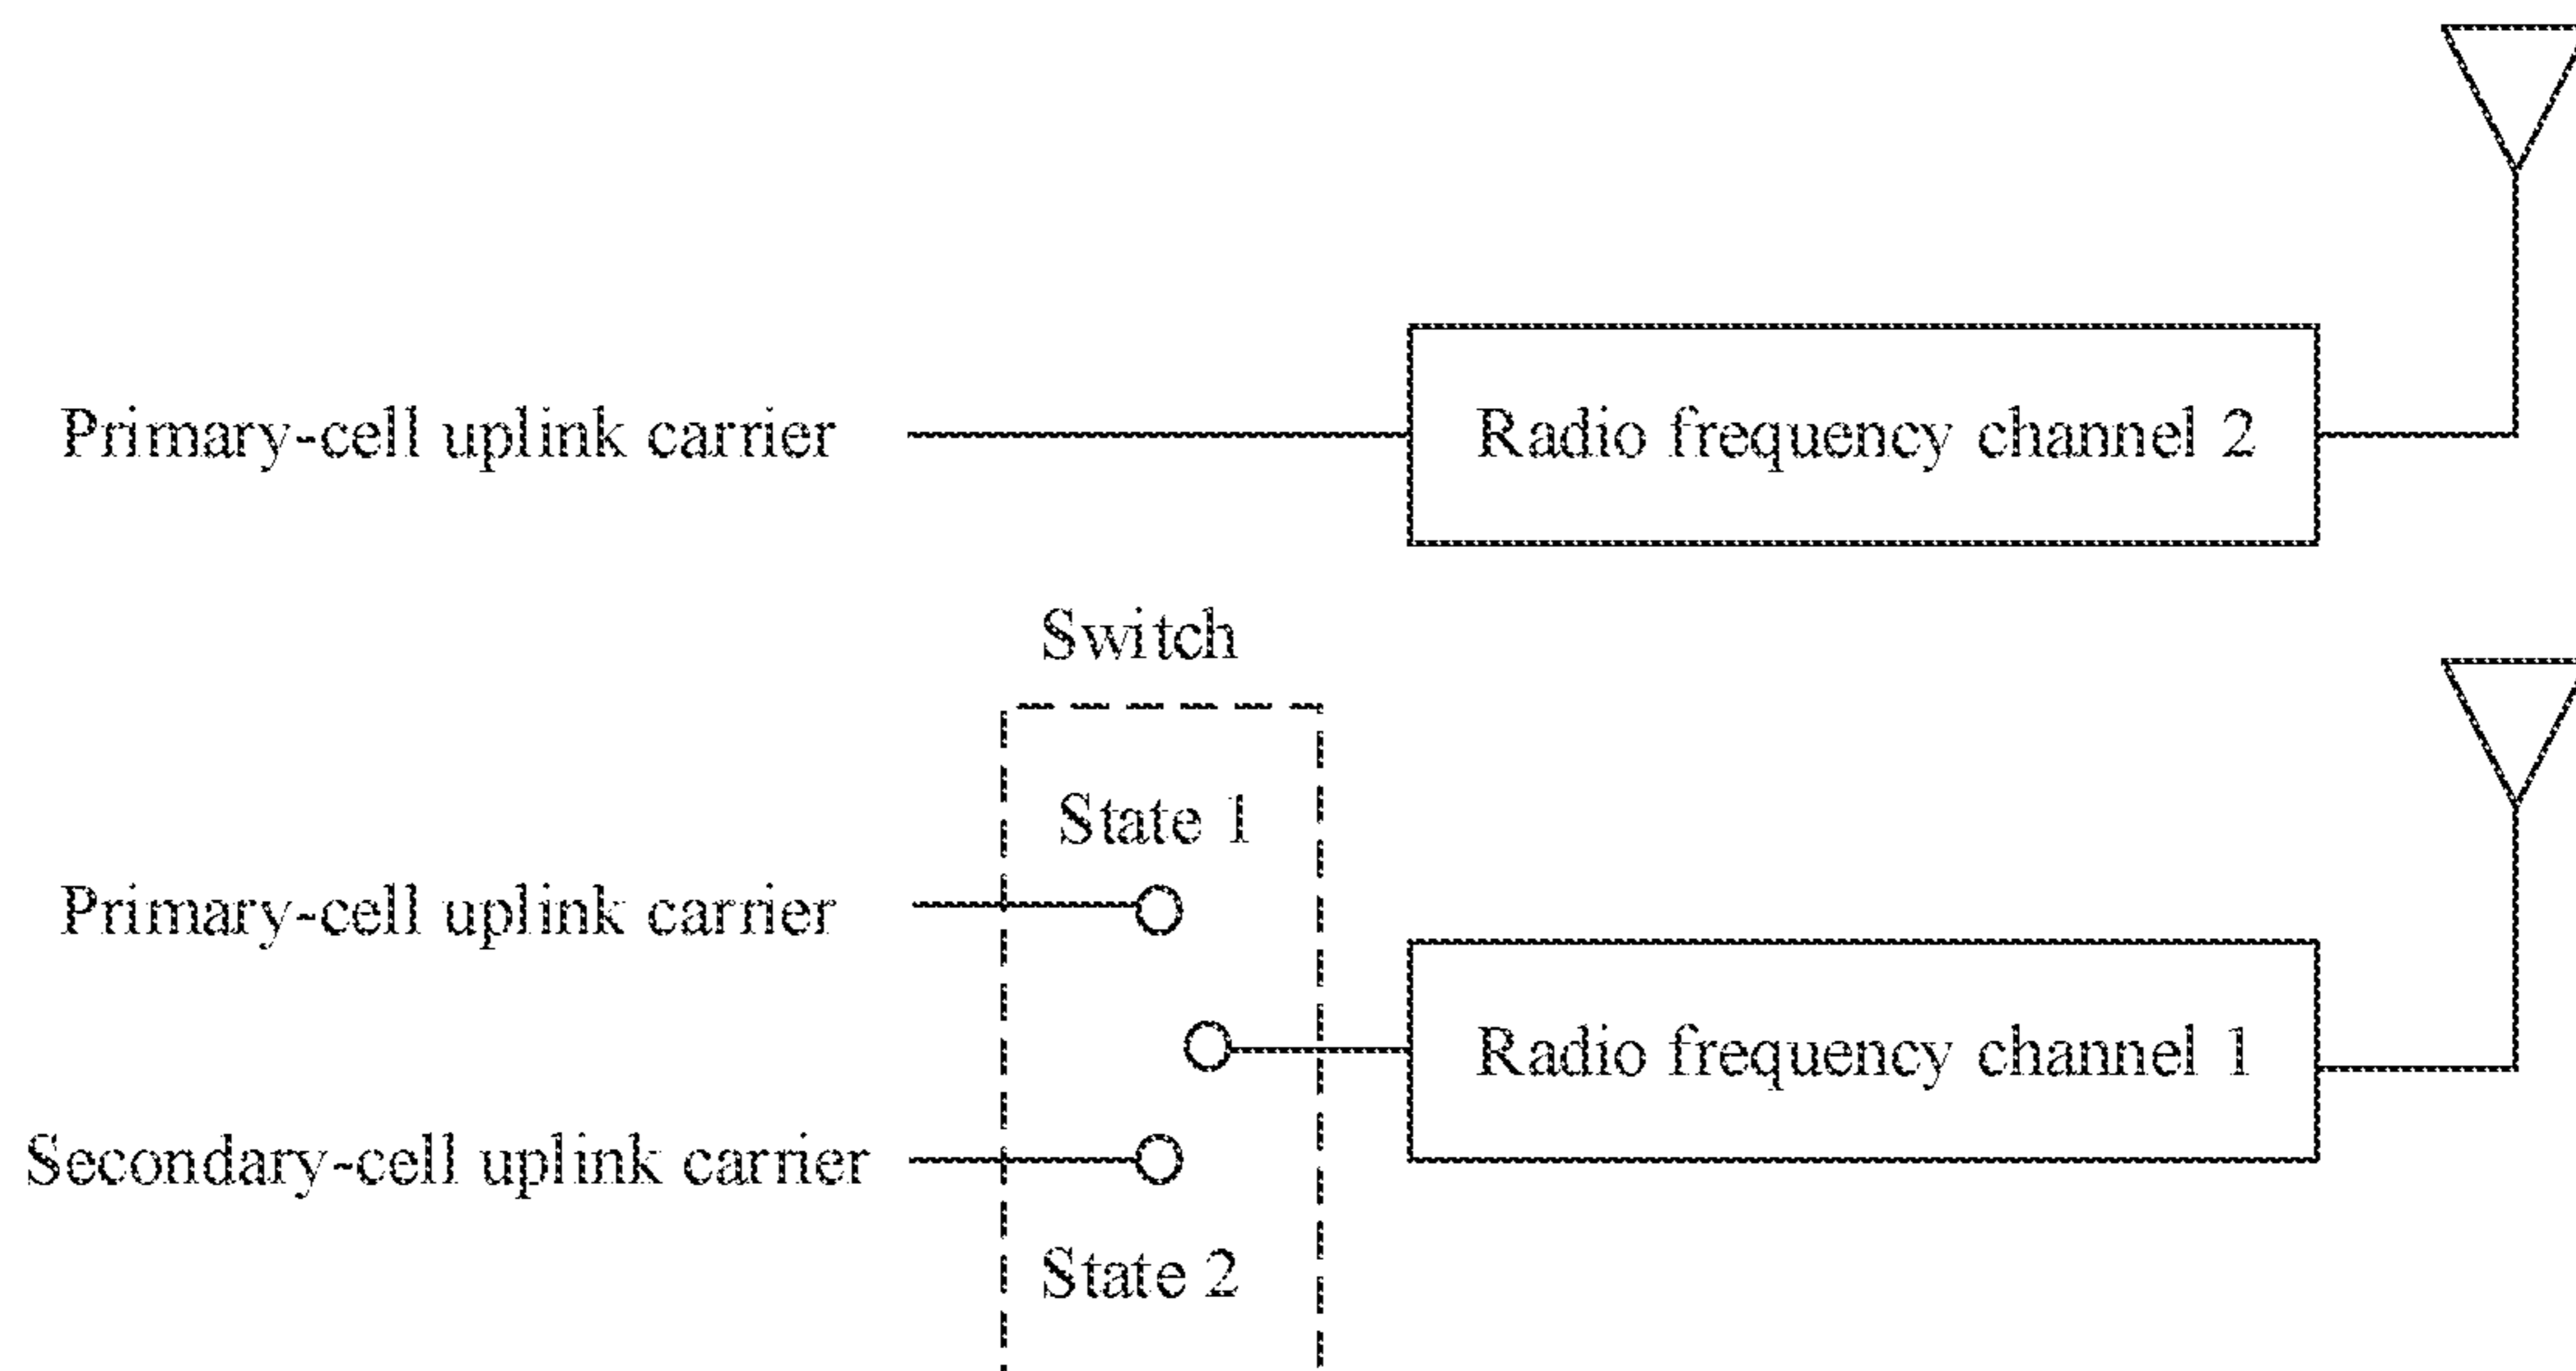 Primary-cell uplink carrier
Radio frequency channel 2
Switch
State 1
Primary-cell uplink carrier
Radio frequency channel 1
Secondary-cell uplink carrier
State 2